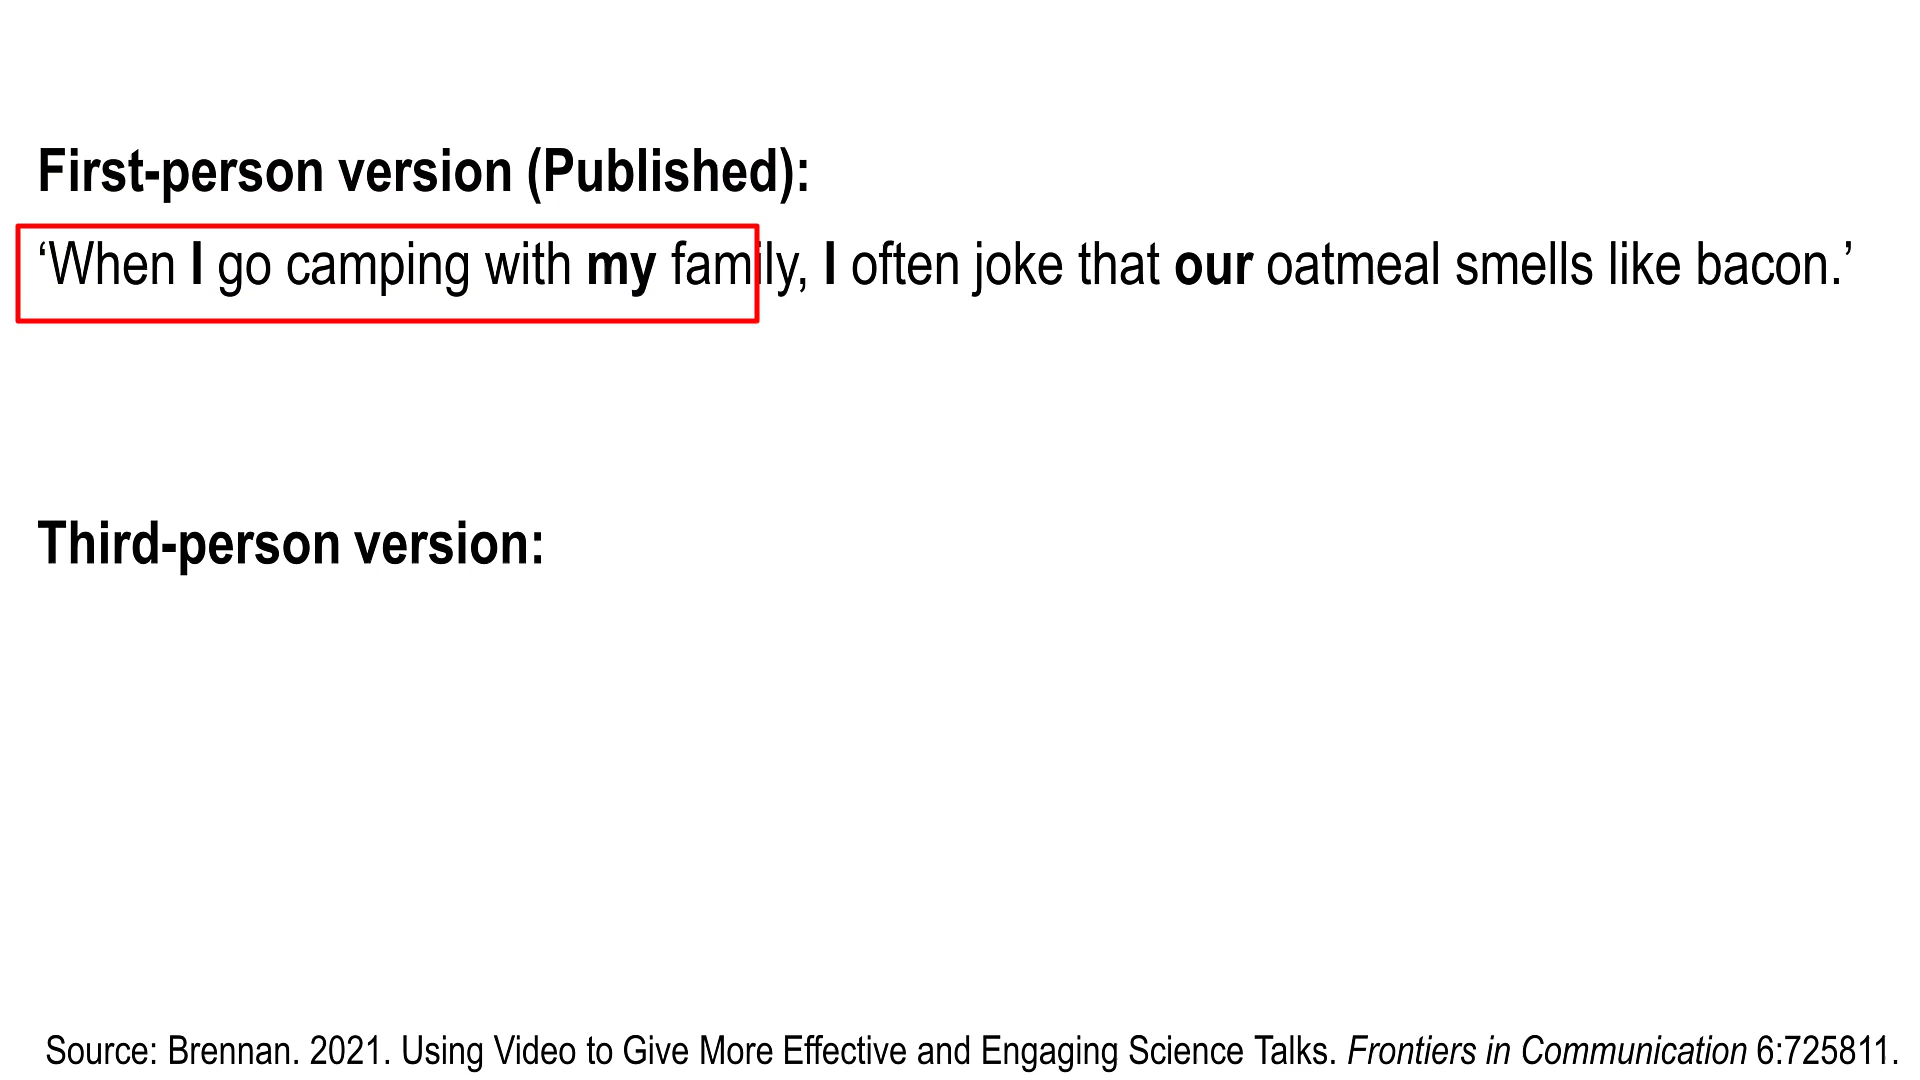 First-person version (Published):
‘When I go camping with my family, I often joke that our oatmeal smells like bacon.’
Third-person version:
Source: Brennan. 2021. Using Video to Give More Effective and Engaging Science Talks. Frontiers in Communication 6:725811.